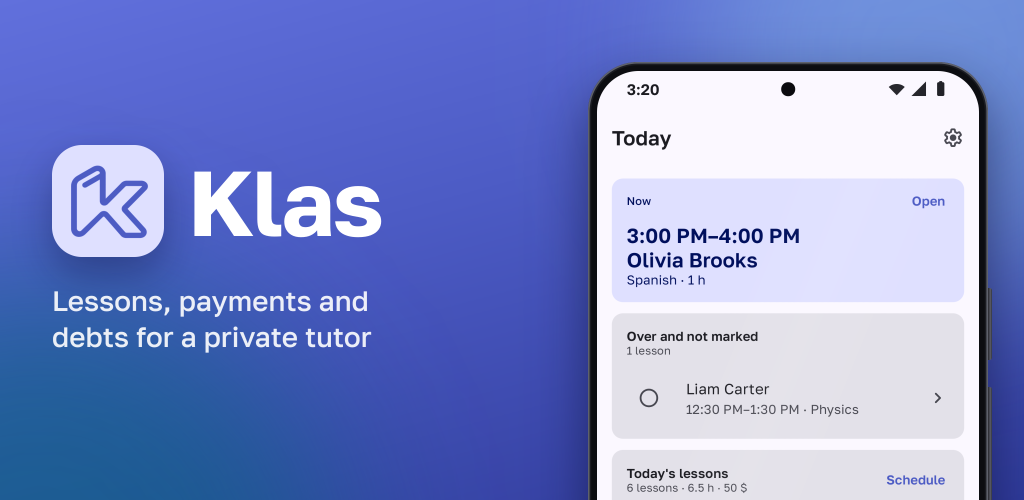 Klas
Lessons, payments and
debts for a private tutor
3:20
Today
Now
Open
3:00 PM–4:00 PM
Olivia Brooks
Spanish · 1 h
Over and not marked
1 lesson
Liam Carter
12:30 PM–1:30 PM · Physics
Today's lessons
Schedule
6 lessons · 6.5 h · 50 $